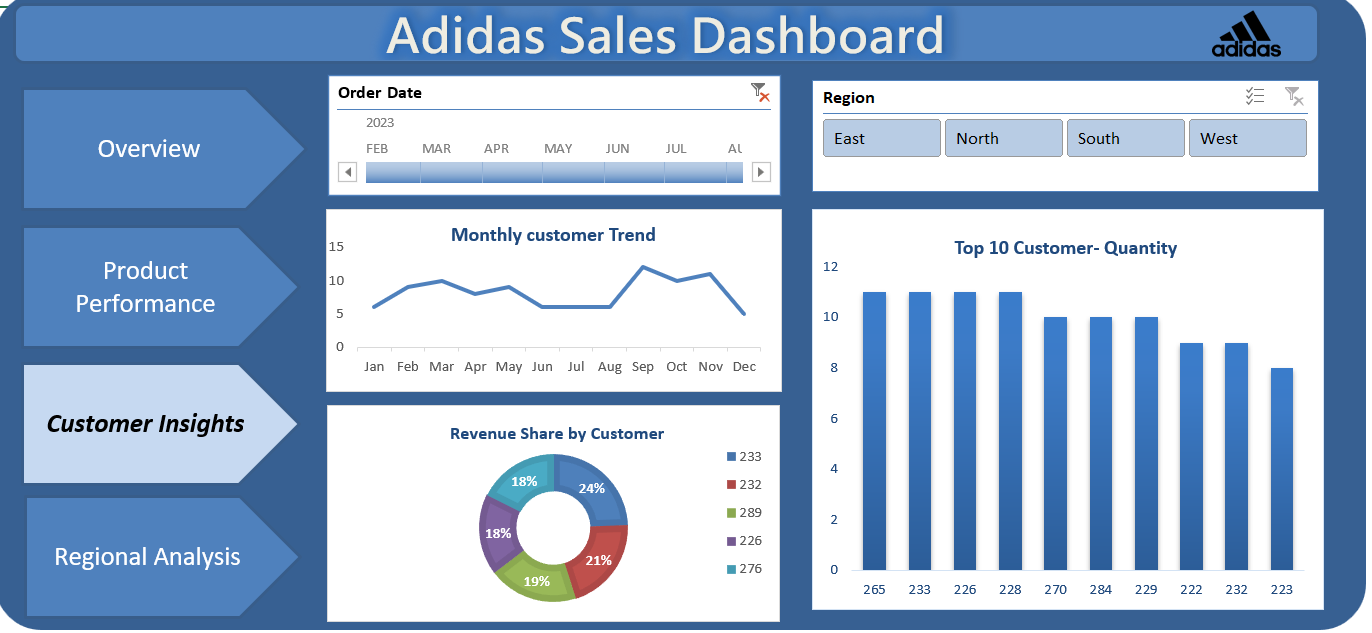 Adidas Sales Dashboard
adidas
Overview
Product
Performance
Customer Insights
Regional Analysis
Order Date
2023
FEB MAR APR MAY JUN JUL AU
Region
East North South West
Monthly customer Trend
15
10
5
0
Jan Feb Mar Apr May Jun Jul Aug Sep Oct Nov Dec
Revenue Share by Customer
18% 24%
18%
21%
19%
233
232
289
226
276
Top 10 Customer- Quantity
12
10
8
6
4
2
0
265 233 226 228 270 284 229 222 232 223